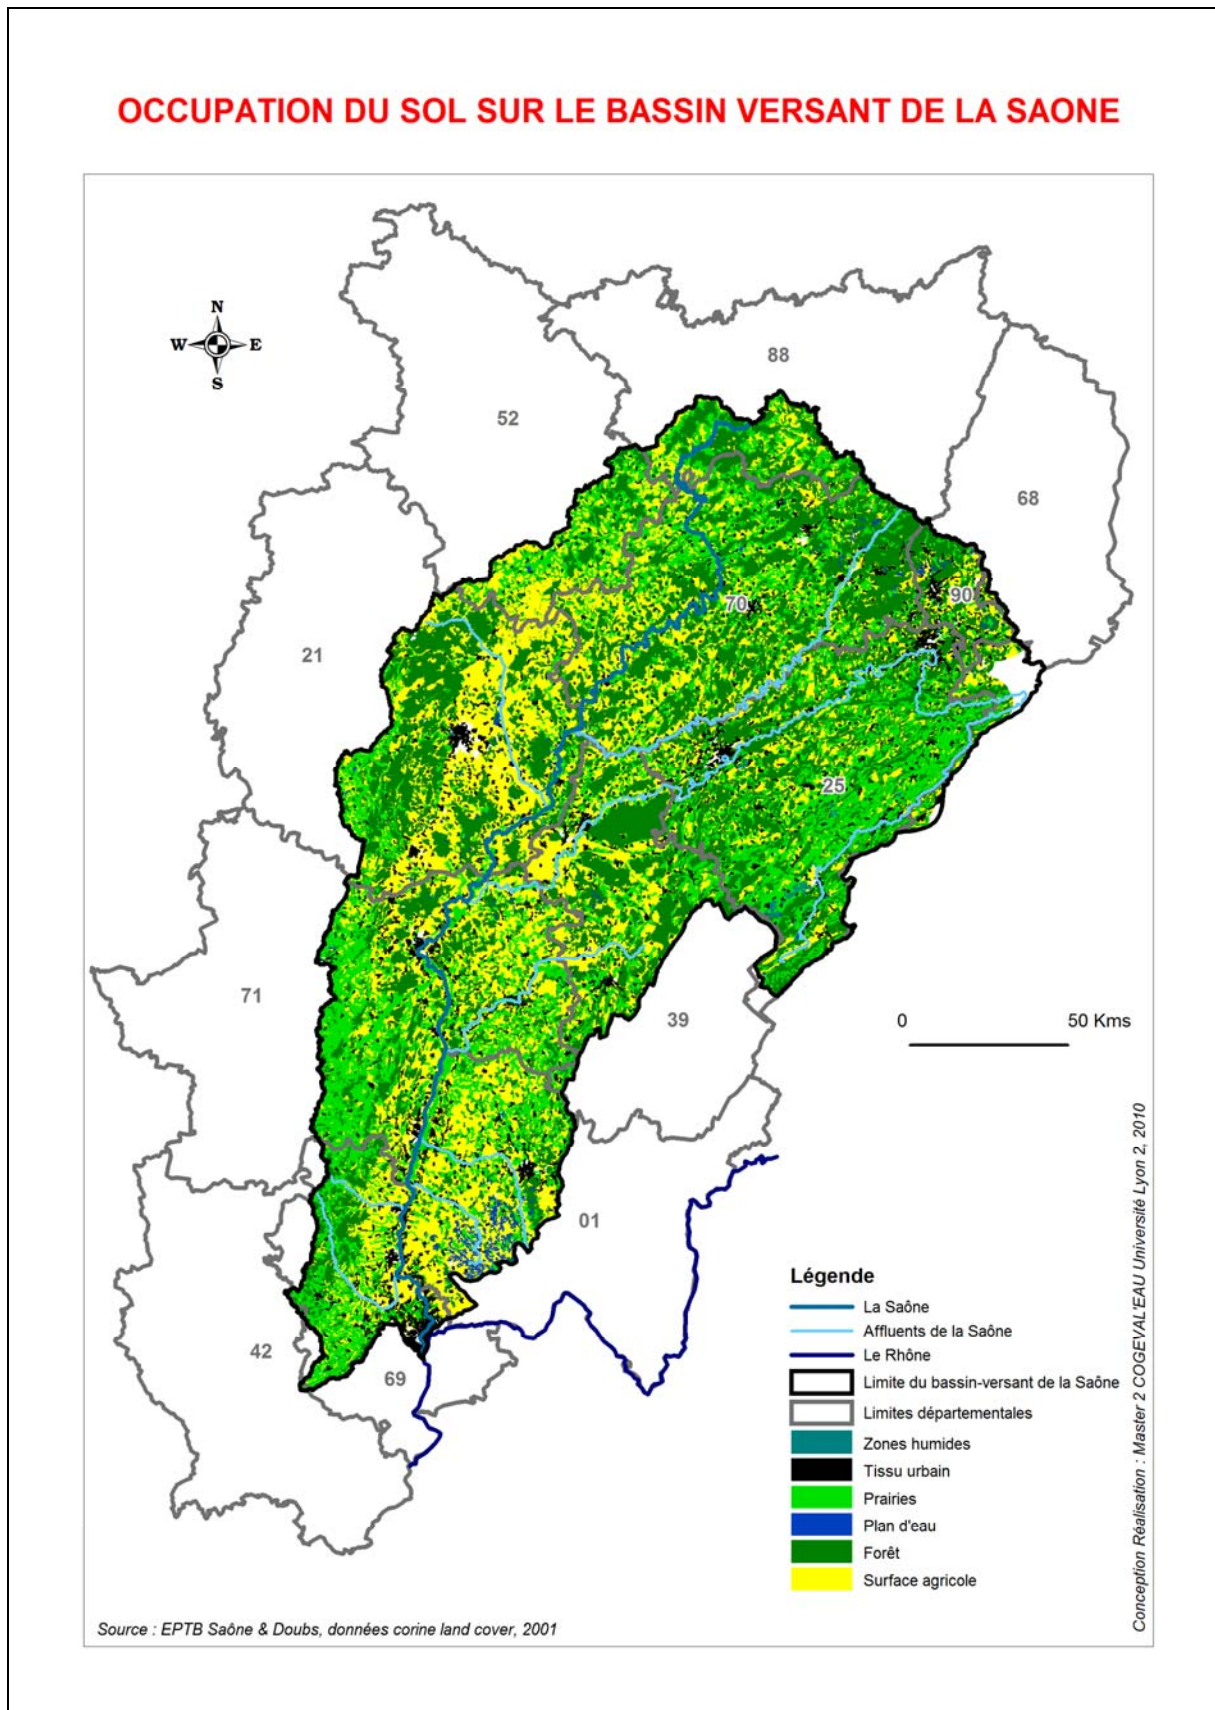 OCCUPATION DU SOL SUR LE BASSIN VERSANT DE LA SAONE
N
W E
S
88
52
68
90
70
21
25
71
39
0 50 Kms
01
42
69
Légende
La Saône
Affluents de la Saône
Le Rhône
Limite du bassin-versant de la Saône
Limites départementales
Zones humides
Tissu urbain
Prairies
Plan d'eau
Forêt
Surface agricole
Source : EPTB Saône & Doubs, données corine land cover, 2001
Conception Réalisation : Master 2 COGEVAL'EAU Université Lyon 2, 2010